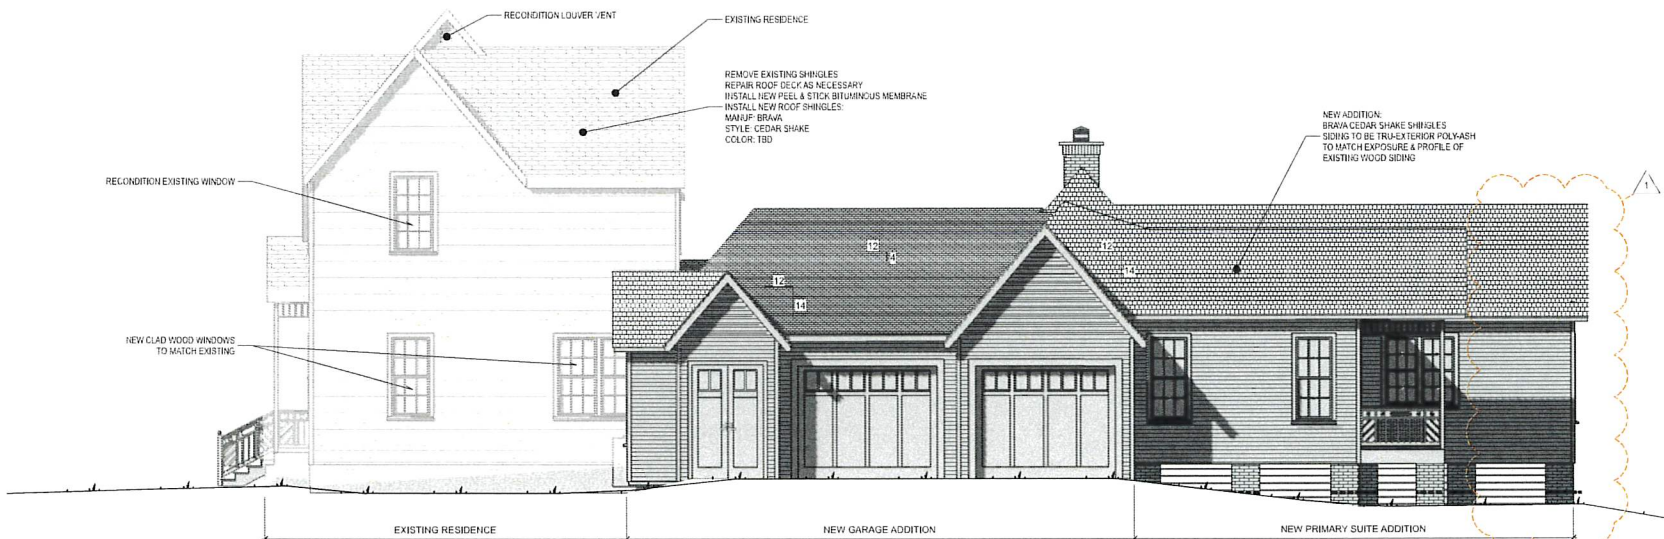 RECONDITION LOUVER VENT
EXISTING RESIDENCE
REMOVE EXISTING SHINGLES
REPAIR ROOF DECK AS NECESSARY
INSTALL NEW PEEL & STICK BITUMINOUS MEMBRANE
INSTALL NEW ROOF SHINGLES:
MANUF: BRAVA
STYLE: CEDAR SHAKE
COLOR: TBD
NEW ADDITION:
BRAVA CEDAR SHAKE SHINGLES
SIDING TO BE TRU-EXTERIOR POLY-ASH
TO MATCH EXPOSURE & PROFILE OF
EXISTING WOOD SIDING
RECONDITION EXISTING WINDOW
1
12
4
12
14
12
14
NEW CLAD WOOD WINDOWS
TO MATCH EXISTING
EXISTING RESIDENCE
NEW GARAGE ADDITION
NEW PRIMARY SUITE ADDITION